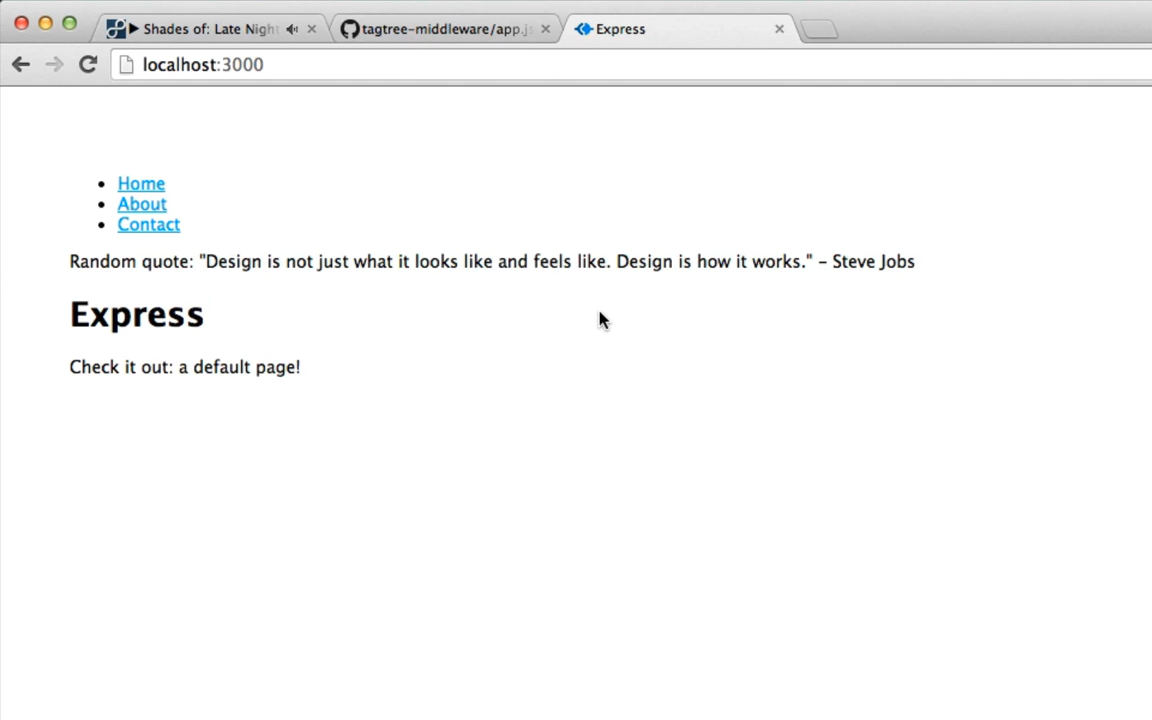 Shades of: Late Night
tagtree-middleware/app.js
Express
localhost:3000
Home
About
Contact
Random quote: "Design is not just what it looks like and feels like. Design is how it works." – Steve Jobs
Express
Check it out: a default page!